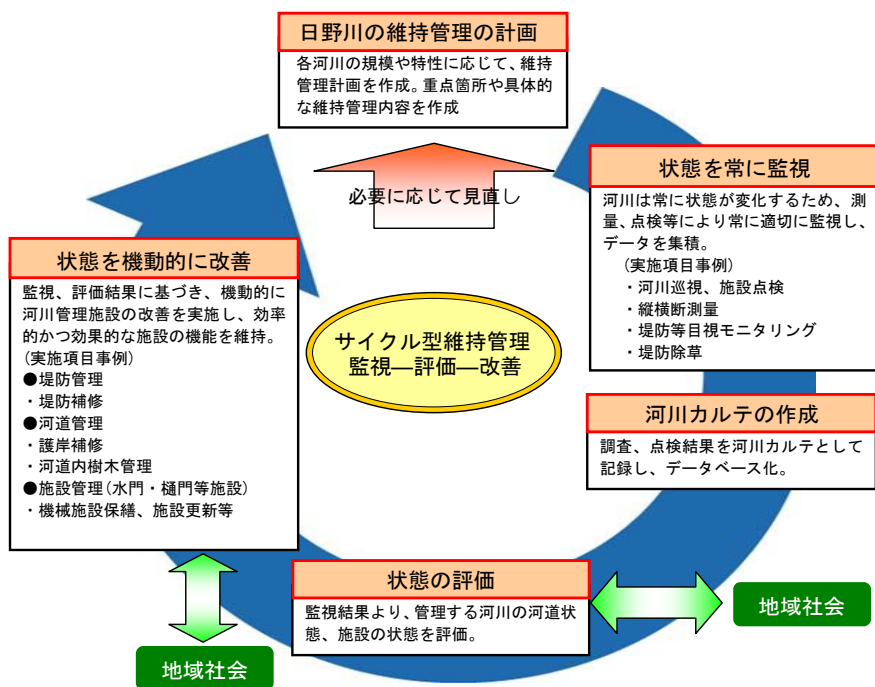 日野川の維持管理の計画
各河川の規模や特性に応じて、維持
管理計画を作成。重点箇所や具体的
な維持管理内容を作成
必要に応じて見直し
状態を常に監視
河川は常に状態が変化するため、測
量、点検等により常に適切に監視し、
データを集積。
(実施項目事例)
・河川巡視、施設点検
・縦横断測量
・堤防等目視モニタリング
・堤防除草
河川カルテの作成
調査、点検結果を河川カルテとして
記録し、データベース化。
状態の評価
監視結果より、管理する河川の河道状
態、施設の状態を評価。
地域社会
状態を機動的に改善
監視、評価結果に基づき、機動的に
河川管理施設の改善を実施し、効率
的かつ効果的な施設の機能を維持。
(実施項目事例)
●堤防管理
・堤防補修
●河道管理
・護岸補修
・河道内樹木管理
●施設管理(水門・樋門等施設)
・機械施設保繕、施設更新等
地域社会
サイクル型維持管理
監視―評価―改善